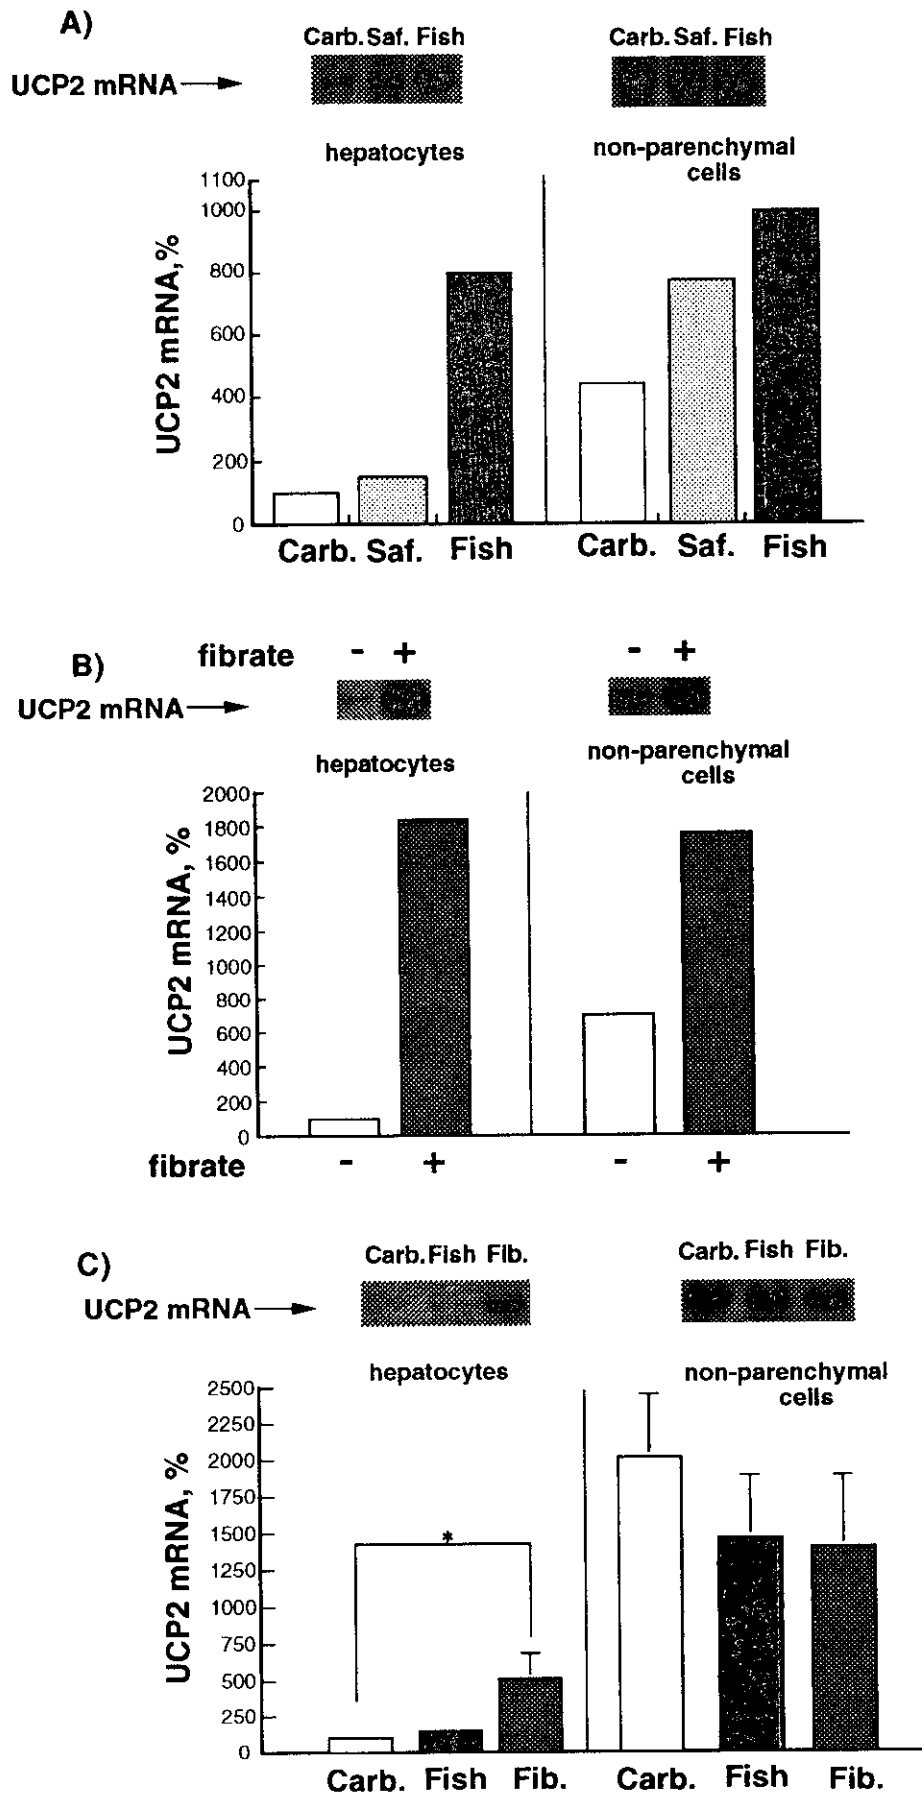 A)
Carb. Saf. Fish
Carb. Saf. Fish
UCP2 mRNA
hepatocytes
non-parenchymal
cells
UCP2 mRNA,%
1100
1000
800
600
400
200
0
Carb. Saf. Fish
Carb. Saf. Fish
B)
fibrate - +
- +
UCP2 mRNA
hepatocytes
non-parenchymal
cells
UCP2 mRNA, %
2000
1800
1600
1400
1200
1000
800
600
400
200
0
fibrate - +
- +
C)
Carb. Fish Fib.
Carb. Fish Fib.
UCP2 mRNA
hepatocytes
non-parenchymal
cells
UCP2 mRNA, %
2500
2250
2000
1750
1500
1250
1000
750
500
250
0
*
Carb. Fish Fib.
Carb. Fish Fib.